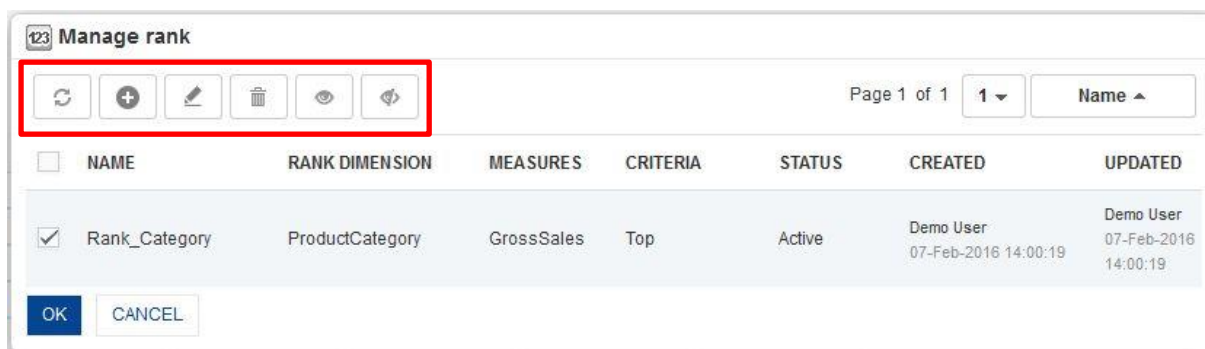 123 Manage rank
Page 1 of 1 1 Name
NAME RANK DIMENSION MEASURES CRITERIA STATUS CREATED UPDATED
Rank_Category ProductCategory GrossSales Top Active Demo User 07-Feb-2016 14:00:19 Demo User 07-Feb-2016 14:00:19
OK CANCEL